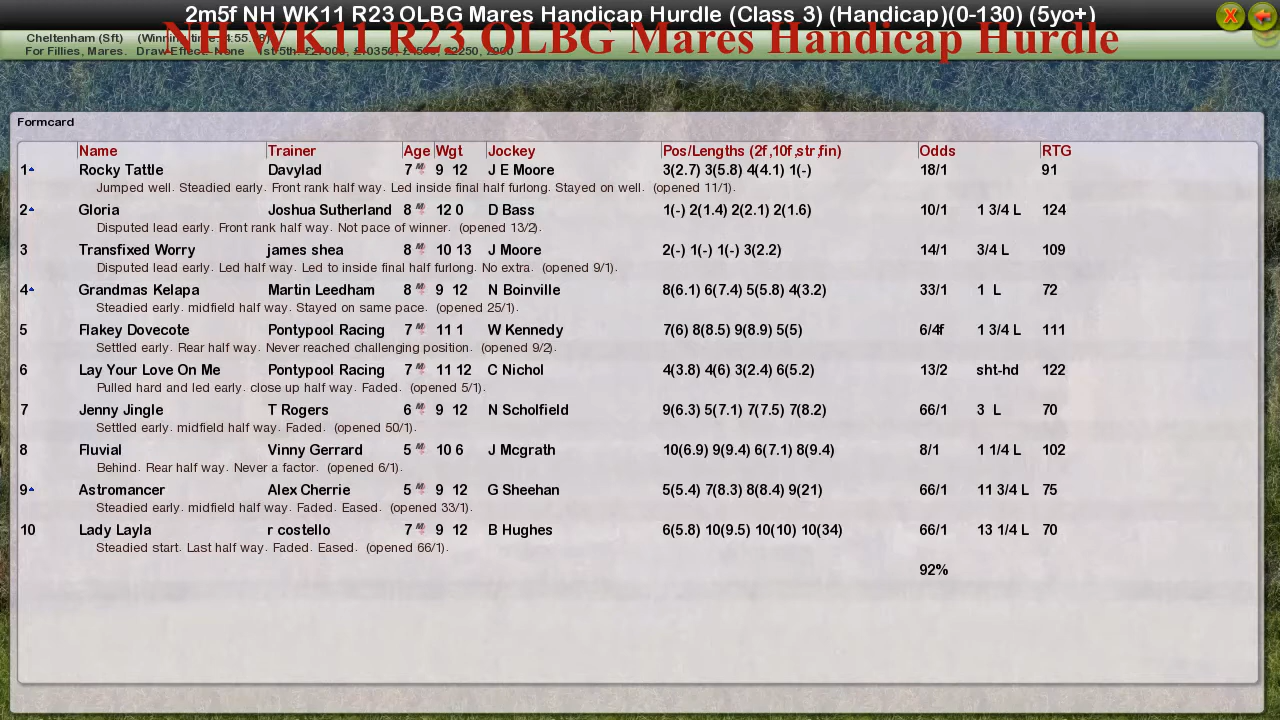 2m5f NH WK11 R23 OLBG Mares Handicap Hurdle (Class 3) (Handicap)(0-130) (5yo+)
NH WK11 R23 OLBG Mares Handicap Hurdle
Cheltenham (Sft) (Winning time
For Fillies, Mares. Draw Effect: None 1st-5th:
Formcard
Name Trainer Age Wgt Jockey Pos/Lengths (2f,10f,str,fin) Odds RTG
1 Rocky Tattle Davylad 7 9 12 J E Moore 3(2.7) 3(5.8) 4(4.1) 1(-) 18/1 91
Jumped well. Steadied early. Front rank half way. Led inside final half furlong. Stayed on well. (opened 11/1).
2 Gloria Joshua Sutherland 8 12 0 D Bass 1(-) 2(1.4) 2(2.1) 2(1.6) 10/1 1 3/4 L 124
Disputed lead early. Front rank half way. Not pace of winner. (opened 13/2).
3 Transfixed Worry james shea 8 10 13 J Moore 2(-) 1(-) 1(-) 3(2.2) 14/1 3/4 L 109
Disputed lead early. Led half way. Led to inside final half furlong. No extra. (opened 9/1).
4 Grandmas Kelapa Martin Leedham 8 9 12 N Boinville 8(6.1) 6(7.4) 5(5.8) 4(3.2) 33/1 1 L 72
Steadied early. midfield half way. Stayed on same pace. (opened 25/1).
5 Flakey Dovecote Pontypool Racing 7 11 1 W Kennedy 7(6) 8(8.5) 9(8.9) 5(5) 6/4f 1 3/4 L 111
Settled early. Rear half way. Never reached challenging position. (opened 9/2).
6 Lay Your Love On Me Pontypool Racing 7 11 12 C Nichol 4(3.8) 4(6) 3(2.4) 6(5.2) 13/2 sht-hd 122
Pulled hard and led early. close up half way. Faded. (opened 5/1).
7 Jenny Jingle T Rogers 6 9 12 N Scholfield 9(6.3) 5(7.1) 7(7.5) 7(8.2) 66/1 3 L 70
Settled early. midfield half way. Faded. (opened 50/1).
8 Fluvial Vinny Gerrard 5 10 6 J Mcgrath 10(6.9) 9(9.4) 6(7.1) 8(9.4) 8/1 1 1/4 L 102
Behind. Rear half way. Never a factor. (opened 6/1).
9 Astromancer Alex Cherrie 5 9 12 G Sheehan 5(5.4) 7(8.3) 8(8.4) 9(21) 66/1 11 3/4 L 75
Steadied early. midfield half way. Faded. Eased. (opened 33/1).
10 Lady Layla r costello 7 9 12 B Hughes 6(5.8) 10(9.5) 10(10) 10(34) 66/1 13 1/4 L 70
Steadied start. Last half way. Faded. Eased. (opened 66/1).
92%